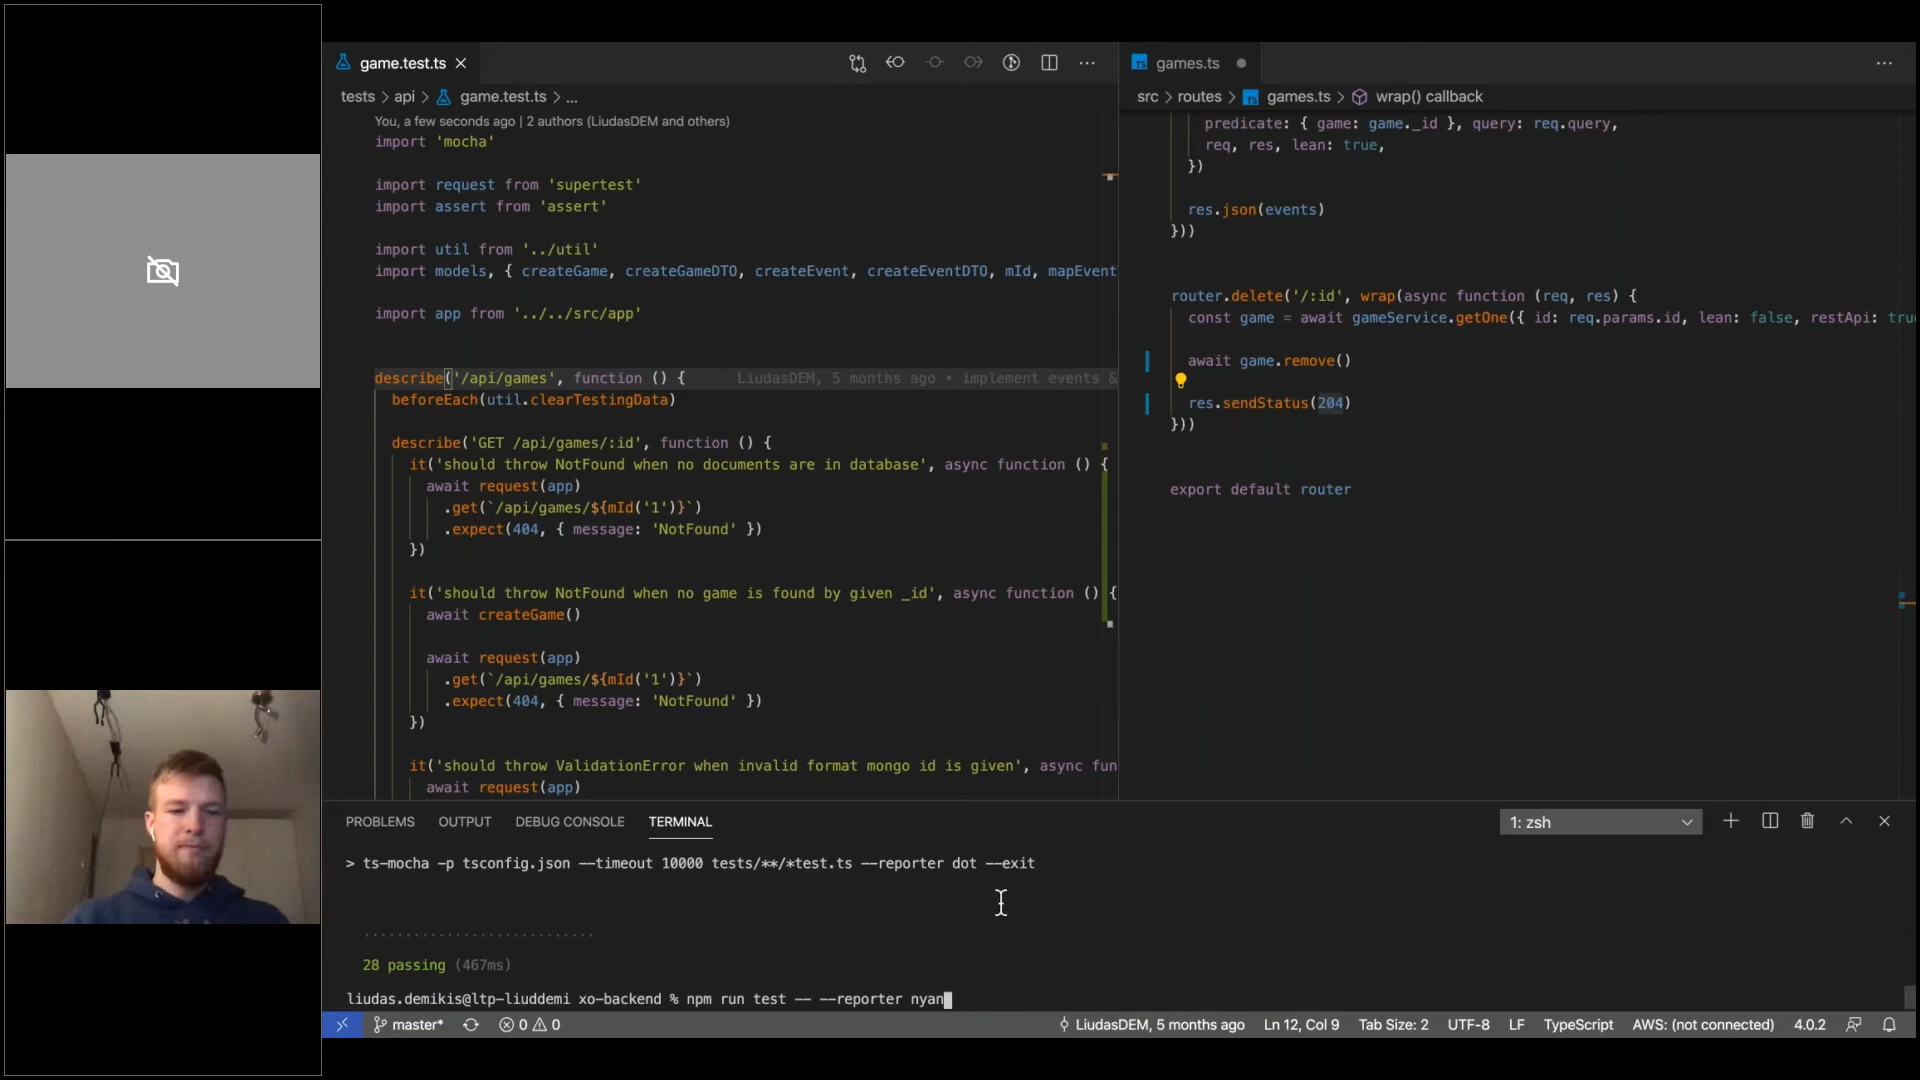 game.test.ts
tests > api > game.test.ts > ...
You, a few seconds ago | 2 authors (LiudasDEM and others)
import 'mocha'
import request from 'supertest'
import assert from 'assert'
import util from '../util'
import models, { createGame, createGameDTO, createEvent, createEventDTO, mId, mapEvent
import app from '../../src/app'
describe('/api/games', function () { LiudasDEM, 5 months ago • implement events &
beforeEach(util.clearTestingData)
describe('GET /api/games/:id', function () {
it('should throw NotFound when no documents are in database', async function () {
await request(app)
.get(`/api/games/${mId('1')}`)
.expect(404, { message: 'NotFound' })
})
it('should throw NotFound when no game is found by given _id', async function () {
await createGame()
await request(app)
.get(`/api/games/${mId('1')}`)
.expect(404, { message: 'NotFound' })
})
it('should throw ValidationError when invalid format mongo id is given', async fun
await request(app)
TS games.ts
src > routes > TS games.ts > wrap() callback
predicate: { game: game._id }, query: req.query,
req, res, lean: true,
})
res.json(events)
}))
router.delete('/:id', wrap(async function (req, res) {
const game = await gameService.getOne({ id: req.params.id, lean: false, restApi: tru
await game.remove()
res.sendStatus(204)
}))
export default router
PROBLEMS OUTPUT DEBUG CONSOLE TERMINAL 1: zsh
> ts-mocha -p tsconfig.json --timeout 10000 tests/**/*test.ts --reporter dot --exit
............................
28 passing (467ms)
liudas.demikis@ltp-liuddemi xo-backend % npm run test -- --reporter nyan
master* 0 0 LiudasDEM, 5 months ago Ln 12, Col 9 Tab Size: 2 UTF-8 LF TypeScript AWS: (not connected) 4.0.2